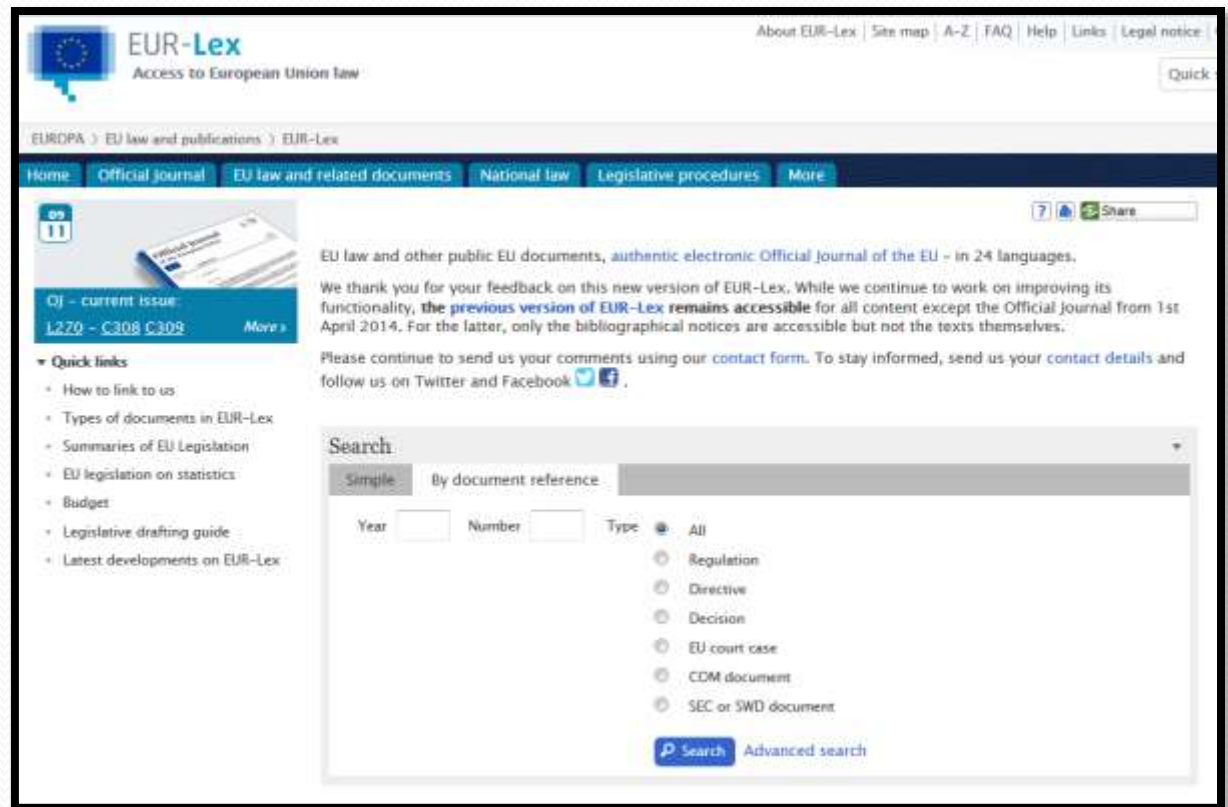 EUR-Lex
Access to European Union law
About EUR-Lex | Site map | A-Z | FAQ | Help | Links | Legal notice |
Quick
EUROPA > EU law and publications > EUR-Lex
Home Official Journal EU law and related documents National law Legislative procedures More
09
11
Official Journal
OJ - current issue:
L270 - C308 C309 More ›
? Share
EU law and other public EU documents, authentic electronic Official Journal of the EU - in 24 languages.
We thank you for your feedback on this new version of EUR-Lex. While we continue to work on improving its
functionality, the previous version of EUR-Lex remains accessible for all content except the Official Journal from 1st
April 2014. For the latter, only the bibliographical notices are accessible but not the texts themselves.
Please continue to send us your comments using our contact form. To stay informed, send us your contact details and
follow us on Twitter and Facebook .
Quick links
How to link to us
Types of documents in EUR-Lex
Summaries of EU Legislation
EU legislation on statistics
Budget
Legislative drafting guide
Latest developments on EUR-Lex
Search
Simple By document reference
Year Number Type All
Regulation
Directive
Decision
EU court case
COM document
SEC or SWD document
Search Advanced search